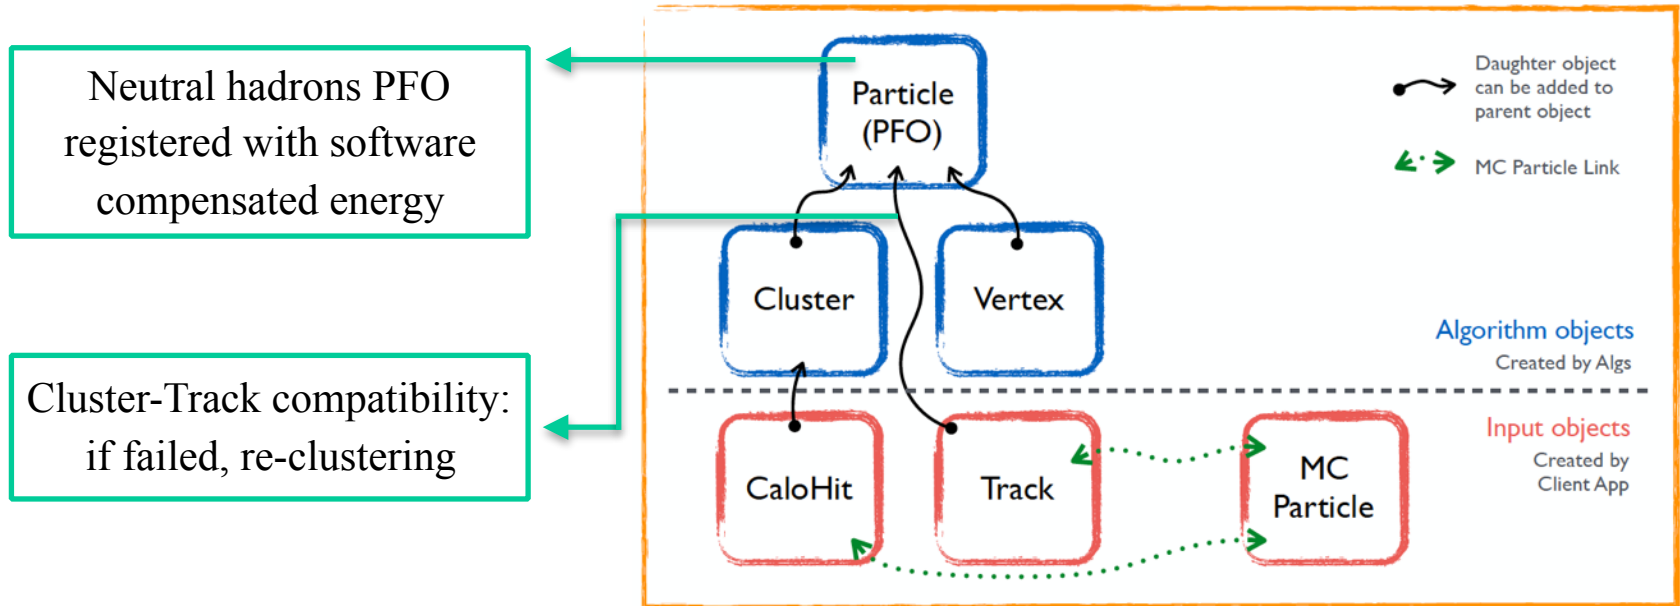 Neutral hadrons PFO
registered with software
compensated energy
Cluster-Track compatibility:
if failed, re-clustering
Particle
(PFO)
Daughter object
can be added to
parent object
MC Particle Link
Cluster
Vertex
Algorithm objects
Created by Algs
Input objects
Created by
Client App
CaloHit
Track
MC
Particle